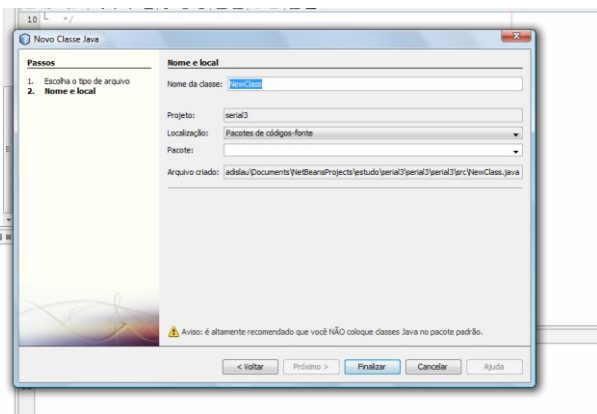 10 */
Novo Classe Java
Passos
1. Escolha o tipo de arquivo
2. Nome e local
Nome e local
Nome da classe: NewClass
Projeto: serial3
Localização: Pacotes de códigos-fonte
Pacote:
Arquivo criado: adislau\Documents\NetBeansProjects\estudo\serial3\serial3\serial3\src\NewClass.java
Aviso: é altamente recomendado que você NÃO coloque classes Java no pacote padrão.
< Voltar Próximo > Finalizar Cancelar Ajuda